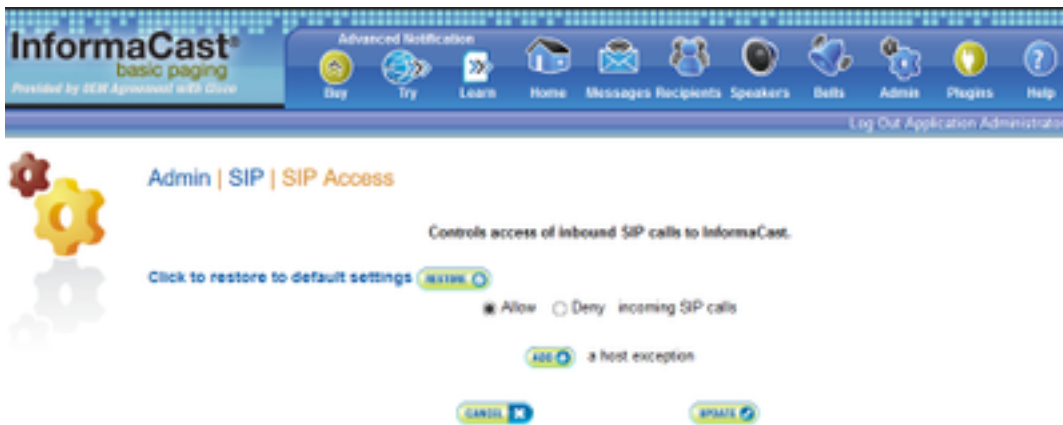 InformaCast®
basic paging
Provided by OEM Agreement with Cisco
Advanced Notification
Buy Try Learn Home Messages Recipients Speakers Bells Admin Plugins Help
Log Out Application Administrator
Admin | SIP | SIP Access
Controls access of inbound SIP calls to InformaCast.
Click to restore to default settings RESTORE
Allow Deny incoming SIP calls
ADD a host exception
CANCEL UPDATE